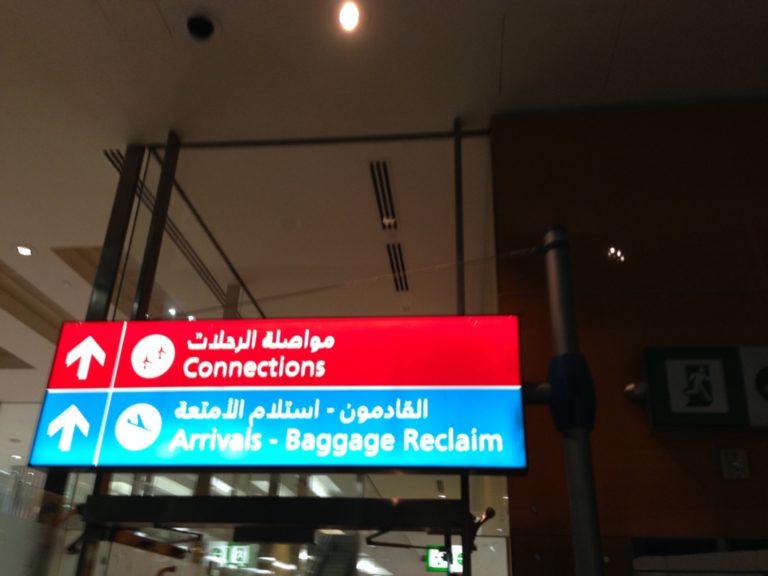 مواصلة الرحلات
Connections
القادمون - استلام الأمتعة
Arrivals - Baggage Reclaim